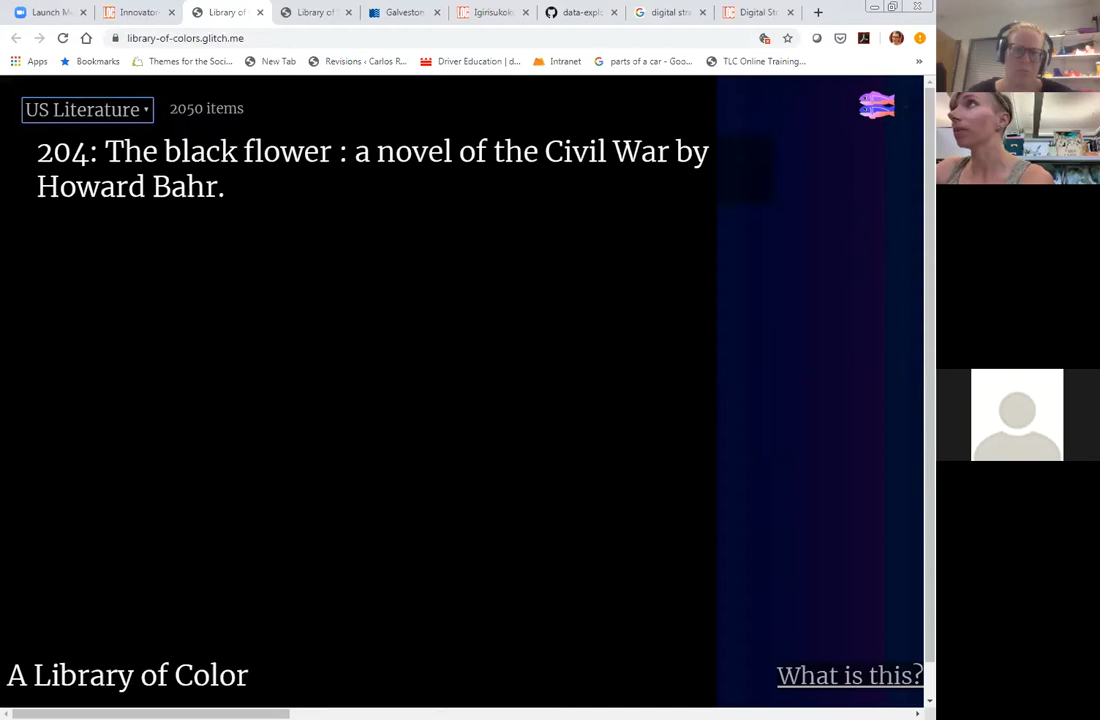 Launch M
Innovator
Library of
Library of
Galveston
Igirisukok
data-explo
digital stra
Digital Str
library-of-colors.glitch.me
Apps
Bookmarks
Themes for the Soci...
New Tab
Revisions ‹ Carlos R...
Driver Education | d...
Intranet
parts of a car - Goo...
TLC Online Training...
»
US Literature
2050 items
204: The black flower : a novel of the Civil War by
Howard Bahr.
A Library of Color
What is this?